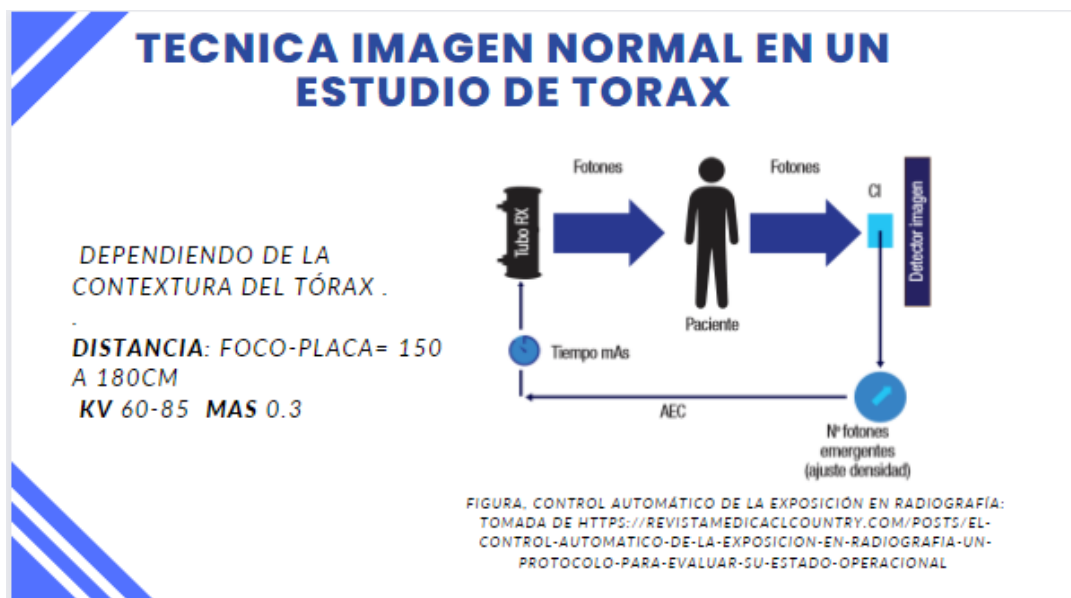 TECNICA IMAGEN NORMAL EN UN
ESTUDIO DE TORAX
DEPENDIENDO DE LA
CONTEXTURA DEL TÓRAX .
.
DISTANCIA: FOCO-PLACA= 150
A 180CM
KV 60-85 MAS 0.3
Fotones
Fotones
Tubo RX
CI
Detector imagen
Paciente
Tiempo mAs
AEC
Nº fotones
emergentes
(ajuste densidad)
FIGURA, CONTROL AUTOMÁTICO DE LA EXPOSICIÓN EN RADIOGRAFÍA:
TOMADA DE HTTPS://REVISTAMEDICACLCOUNTRY.COM/POSTS/EL-
CONTROL-AUTOMATICO-DE-LA-EXPOSICION-EN-RADIOGRAFIA-UN-
PROTOCOLO-PARA-EVALUAR-SU-ESTADO-OPERACIONAL